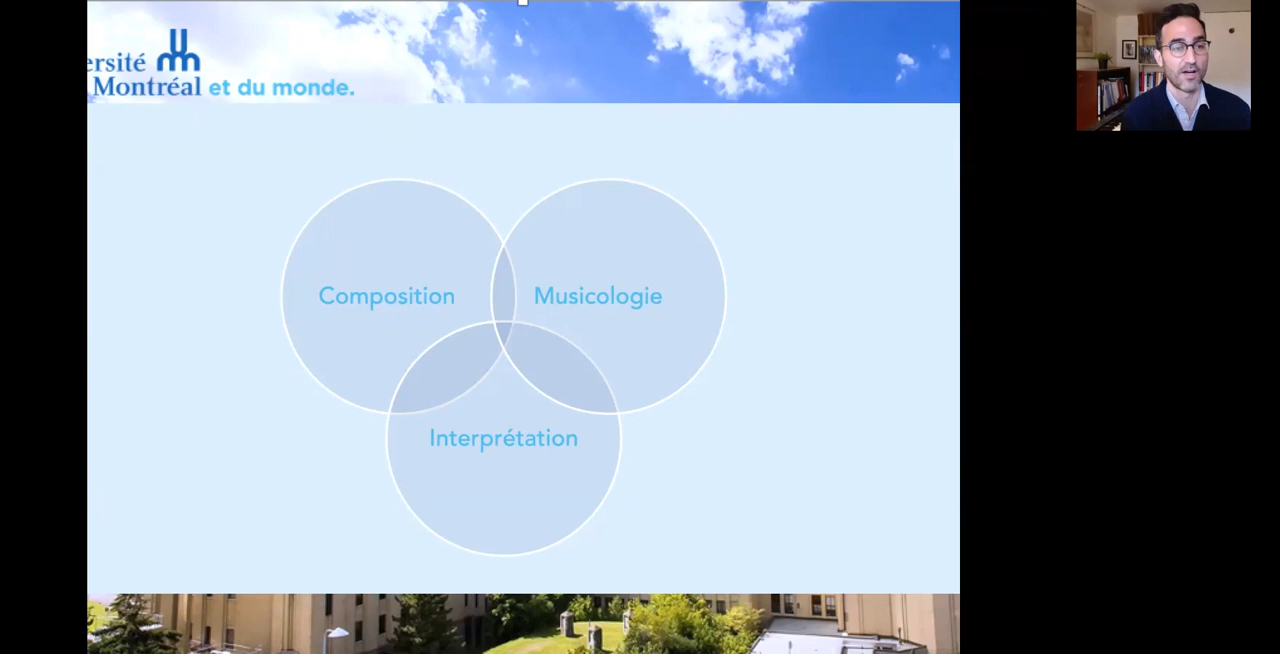 ersité
Montréal et du monde.
Composition
Musicologie
Interprétation